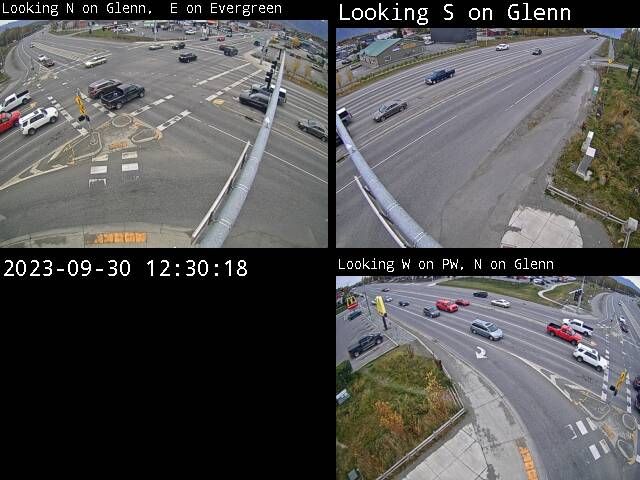 Looking N on Glenn,  E on Evergreen
Looking S on Glenn
2023-09-30 12:30:18
Looking W on PW, N on Glenn